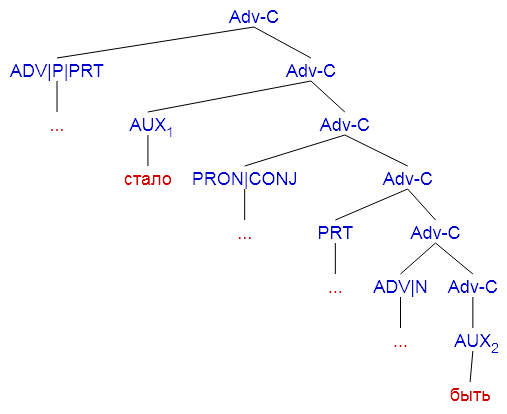 Adv-C
ADV|P|PRT Adv-C
... AUX₁ Adv-C
стало PRON|CONJ Adv-C
... PRT Adv-C
... ADV|N Adv-C
... AUX₂
быть